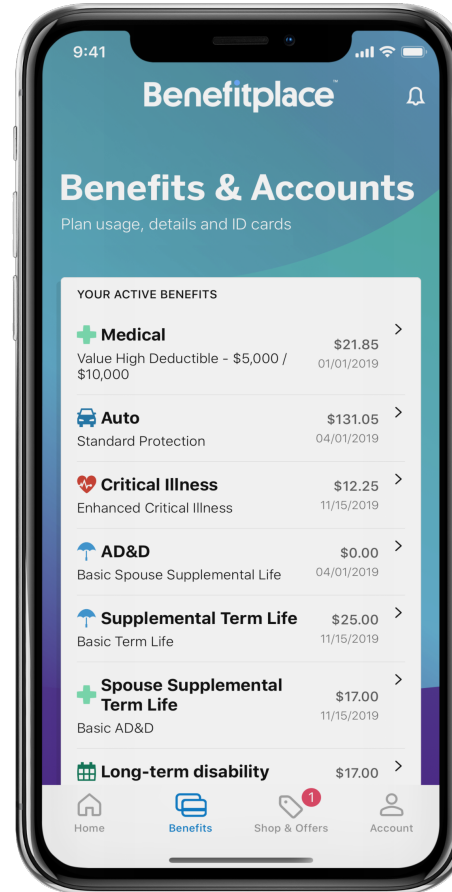 9:41
Benefitplace™
Benefits & Accounts
Plan usage, details and ID cards
YOUR ACTIVE BENEFITS
Medical
$21.85
Value High Deductible - $5,000 /
$10,000
01/01/2019
Auto
$131.05
Standard Protection
04/01/2019
Critical Illness
$12.25
Enhanced Critical Illness
11/15/2019
AD&D
$0.00
Basic Spouse Supplemental Life
04/01/2019
Supplemental Term Life
$25.00
Basic Term Life
11/15/2019
Spouse Supplemental
Term Life
$17.00
Basic AD&D
11/15/2019
Long-term disability
$17.00
1
Home
Benefits
Shop & Offers
Account